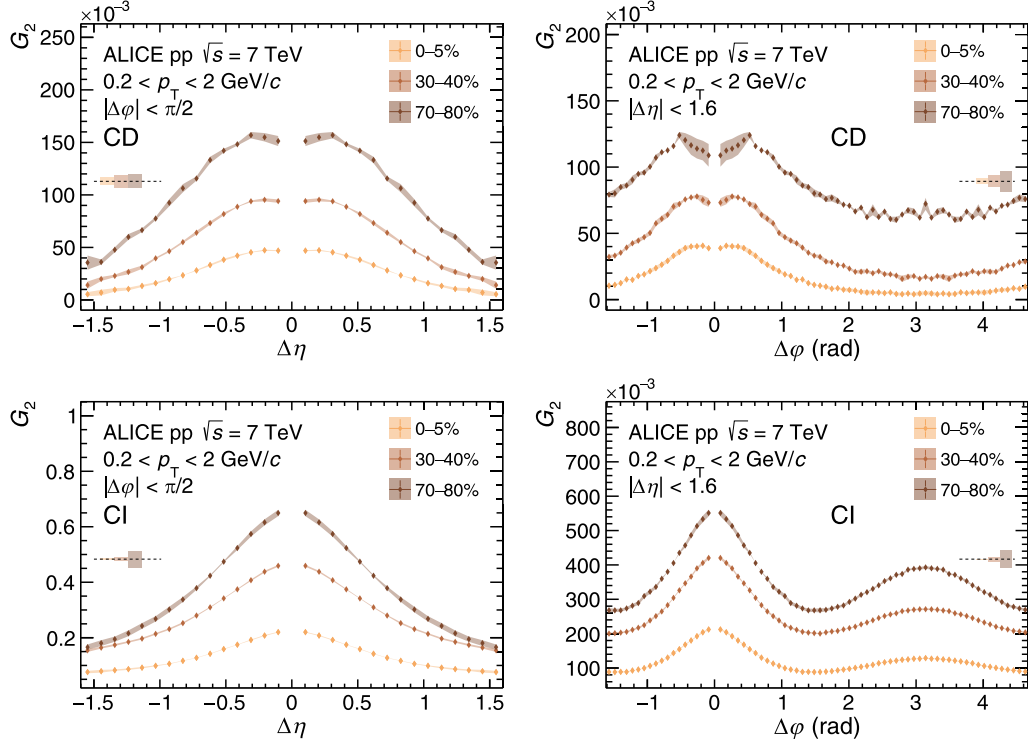 ×10⁻³
G₂
250
200
150
100
50
0
ALICE pp √s = 7 TeV
0.2 < p_T < 2 GeV/c
|Δφ| < π/2
CD
0–5%
30–40%
70–80%
−1.5 −1 −0.5 0 0.5 1 1.5
Δη
×10⁻³
G₂
200
150
100
50
0
ALICE pp √s = 7 TeV
0.2 < p_T < 2 GeV/c
|Δη| < 1.6
CD
0–5%
30–40%
70–80%
−1 0 1 2 3 4
Δφ (rad)
G₂
1
0.8
0.6
0.4
0.2
ALICE pp √s = 7 TeV
0.2 < p_T < 2 GeV/c
|Δφ| < π/2
CI
0–5%
30–40%
70–80%
−1.5 −1 −0.5 0 0.5 1 1.5
Δη
×10⁻³
G₂
800
700
600
500
400
300
200
100
ALICE pp √s = 7 TeV
0.2 < p_T < 2 GeV/c
|Δη| < 1.6
CI
0–5%
30–40%
70–80%
−1 0 1 2 3 4
Δφ (rad)